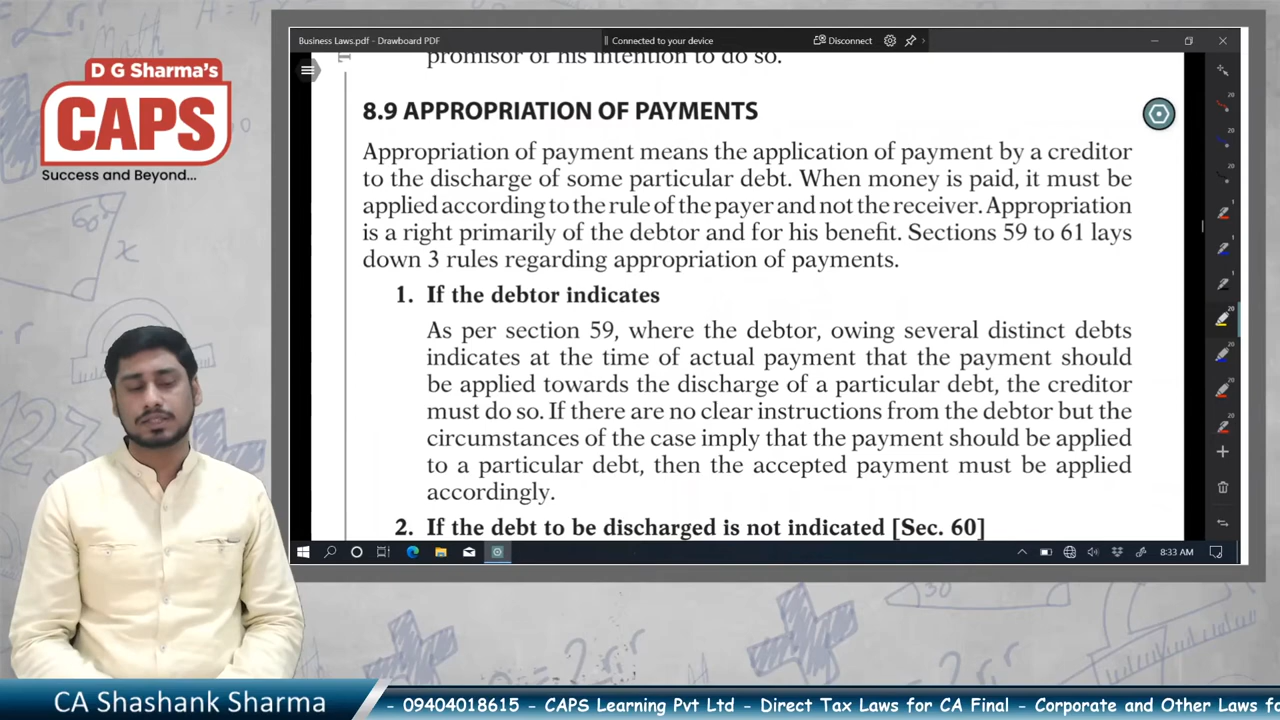 D G Sharma's
CAPS
Success and Beyond...
Business Laws.pdf - Drawboard PDF
Connected to your device
Disconnect
promisor of his intention to do so.
8.9 APPROPRIATION OF PAYMENTS
Appropriation of payment means the application of payment by a creditor
to the discharge of some particular debt. When money is paid, it must be
applied according to the rule of the payer and not the receiver. Appropriation
is a right primarily of the debtor and for his benefit. Sections 59 to 61 lays
down 3 rules regarding appropriation of payments.
1. If the debtor indicates
As per section 59, where the debtor, owing several distinct debts
indicates at the time of actual payment that the payment should
be applied towards the discharge of a particular debt, the creditor
must do so. If there are no clear instructions from the debtor but the
circumstances of the case imply that the payment should be applied
to a particular debt, then the accepted payment must be applied
accordingly.
2. If the debt to be discharged is not indicated [Sec. 60]
8:33 AM
CA Shashank Sharma
- 09404018615 - CAPS Learning Pvt Ltd - Direct Tax Laws for CA Final - Corporate and Other Laws fo